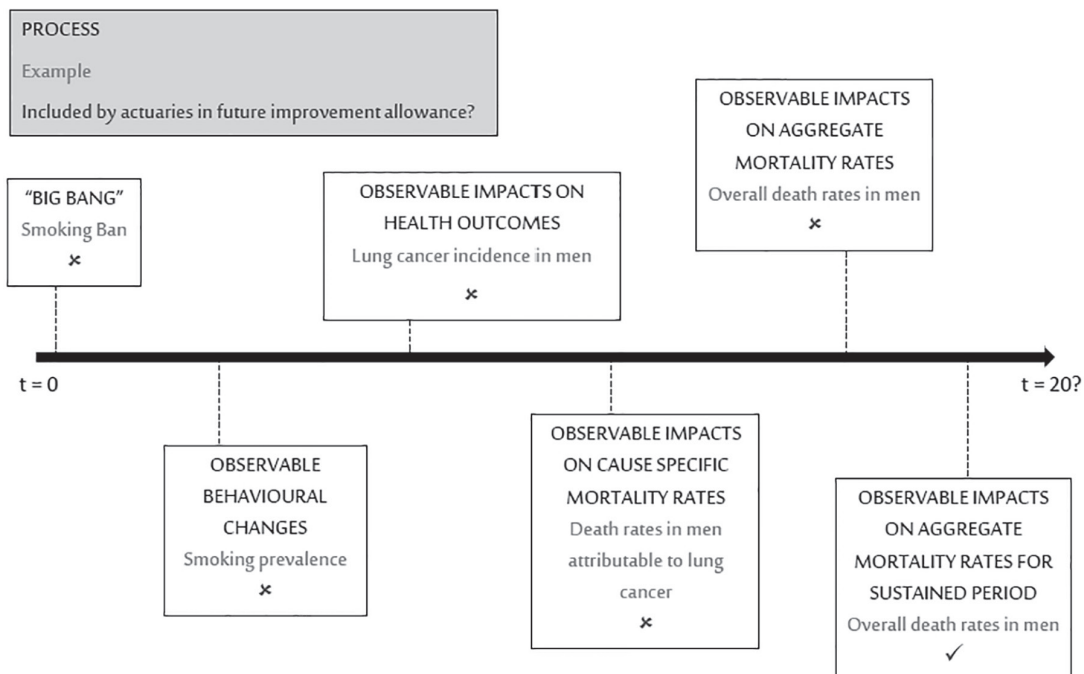 PROCESS
Example
Included by actuaries in future improvement allowance?
“BIG BANG”
Smoking Ban
×
OBSERVABLE IMPACTS ON
HEALTH OUTCOMES
Lung cancer incidence in men
×
OBSERVABLE IMPACTS
ON AGGREGATE
MORTALITY RATES
Overall death rates in men
×
t = 0
t = 20?
OBSERVABLE
BEHAVIOURAL
CHANGES
Smoking prevalence
×
OBSERVABLE IMPACTS
ON CAUSE SPECIFIC
MORTALITY RATES
Death rates in men
attributable to lung
cancer
×
OBSERVABLE IMPACTS
ON AGGREGATE
MORTALITY RATES FOR
SUSTAINED PERIOD
Overall death rates in men
✓